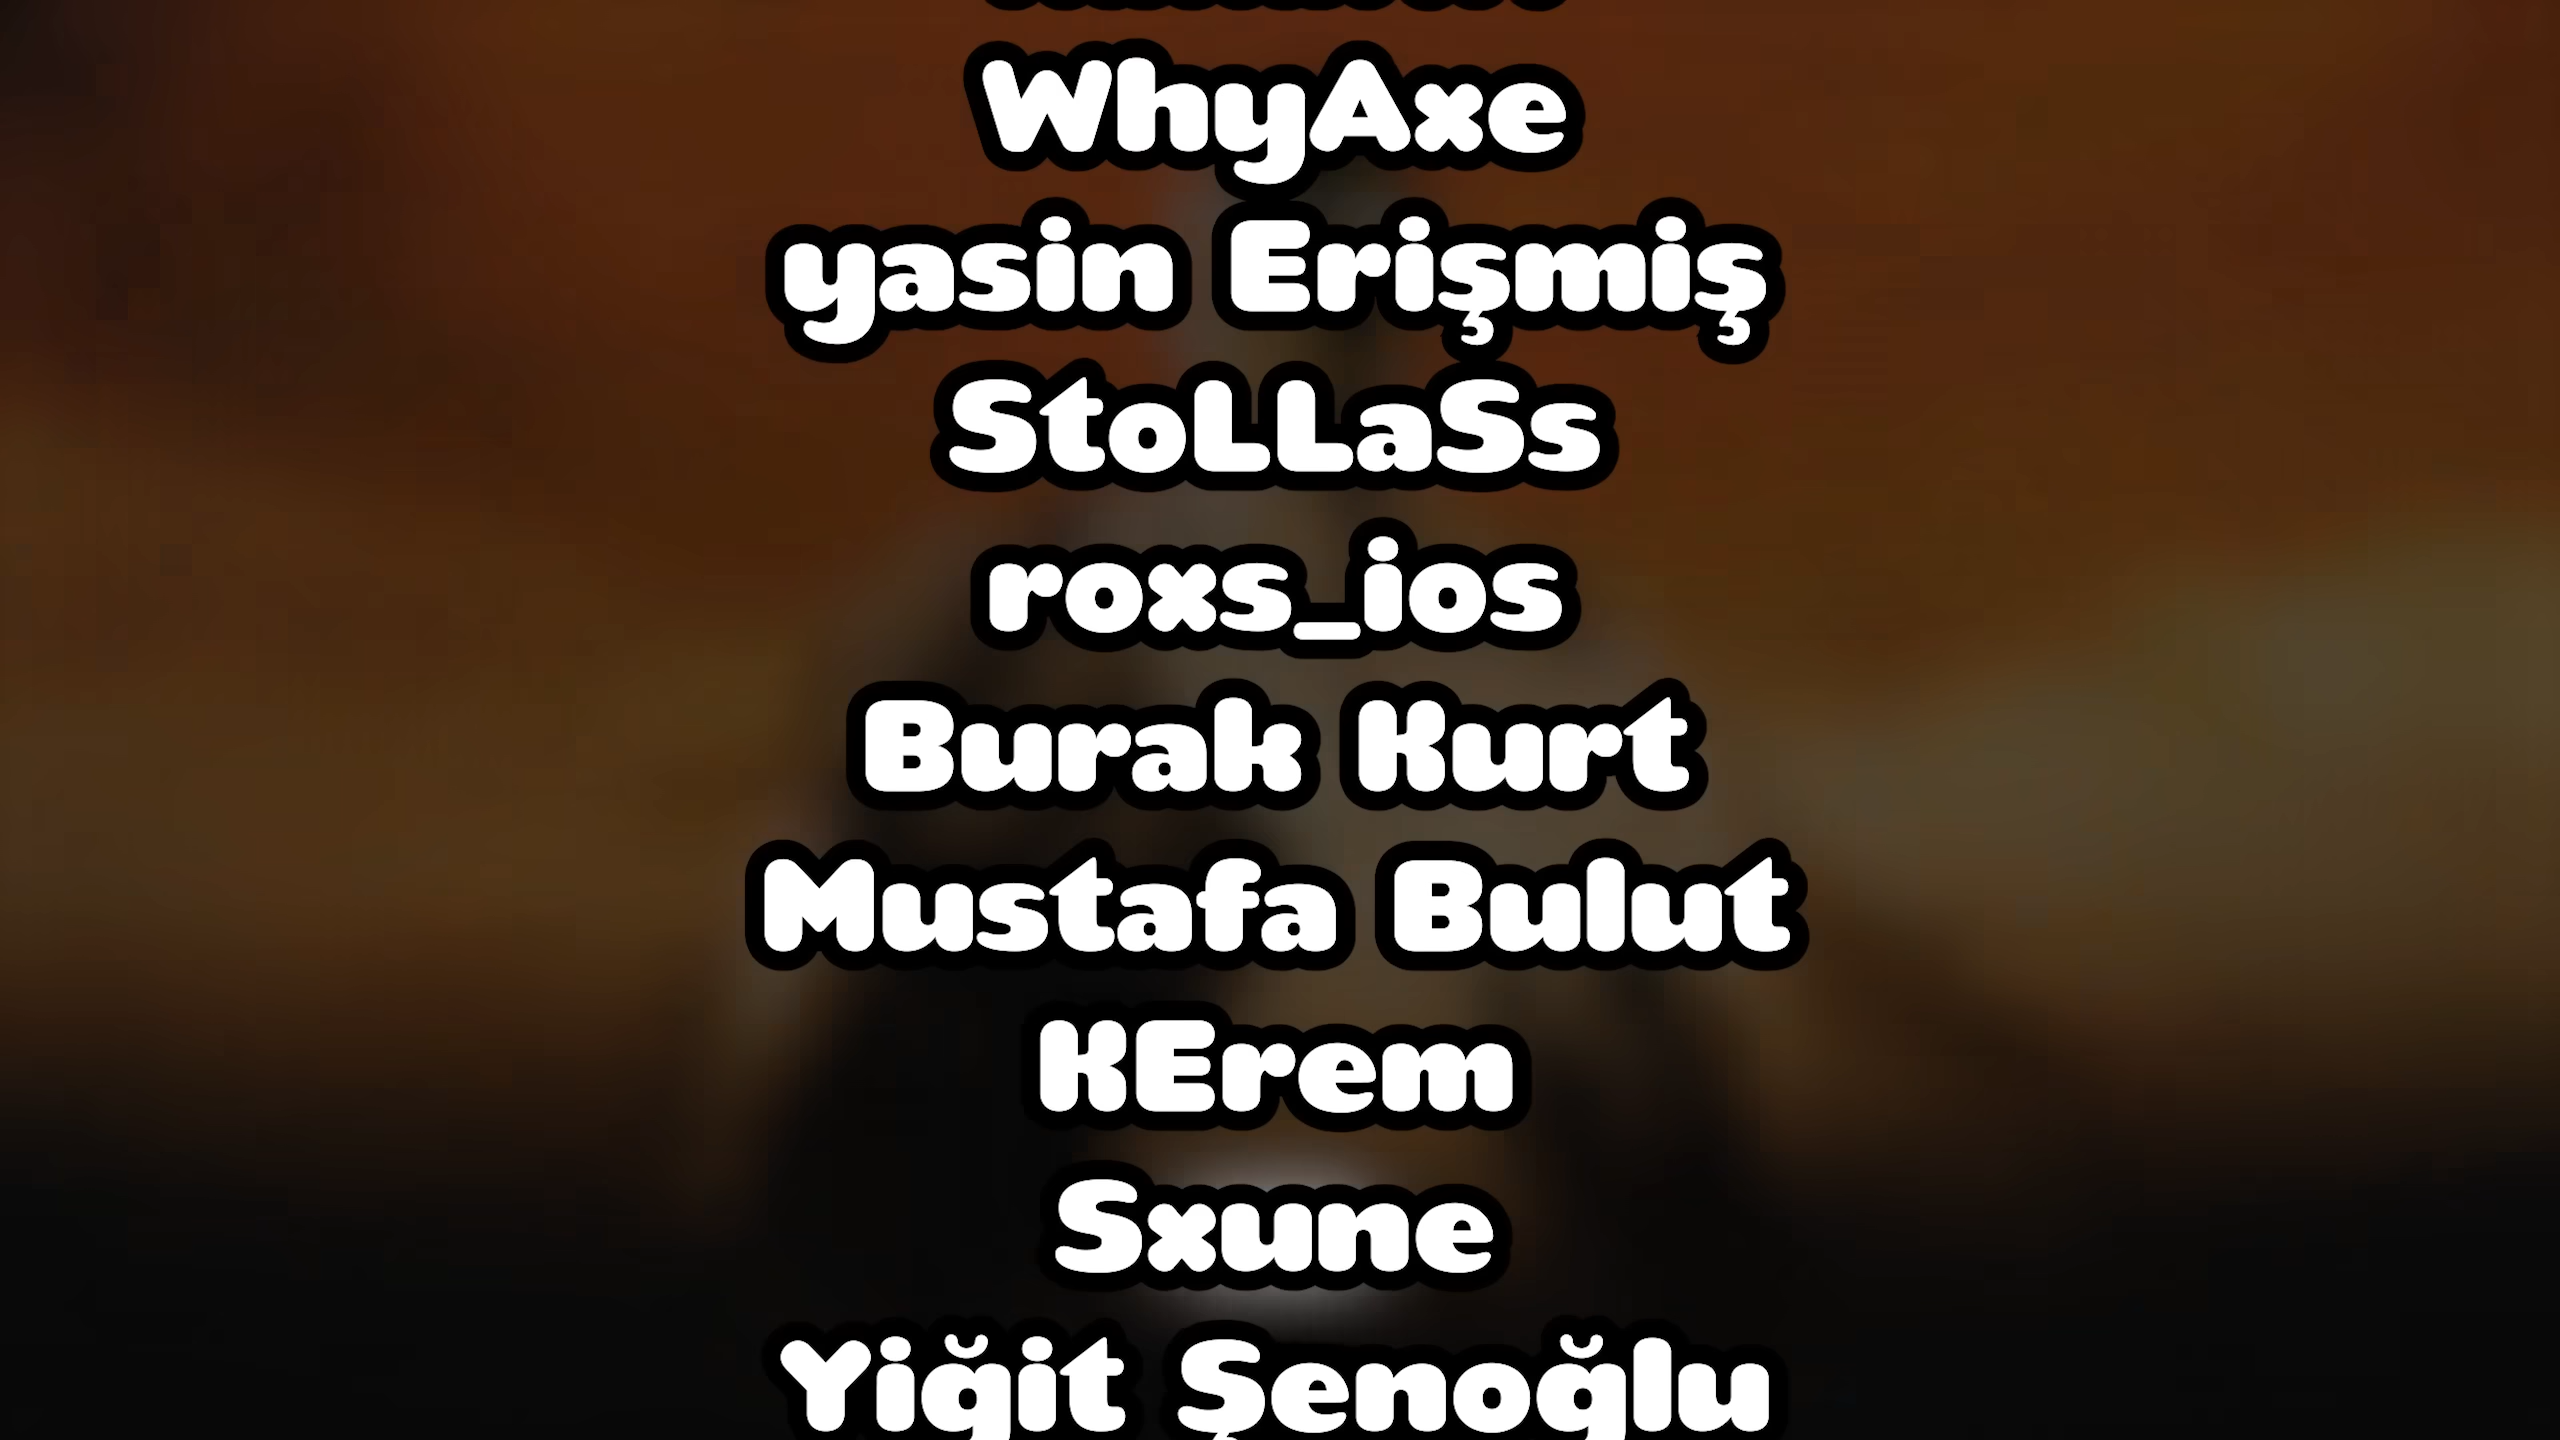 WhyAxe
yasin Erişmiş
StoLLaSs
roxs_ios
Burak Kurt
Mustafa Bulut
KErem
Sxune
Yiğit Şenoğlu